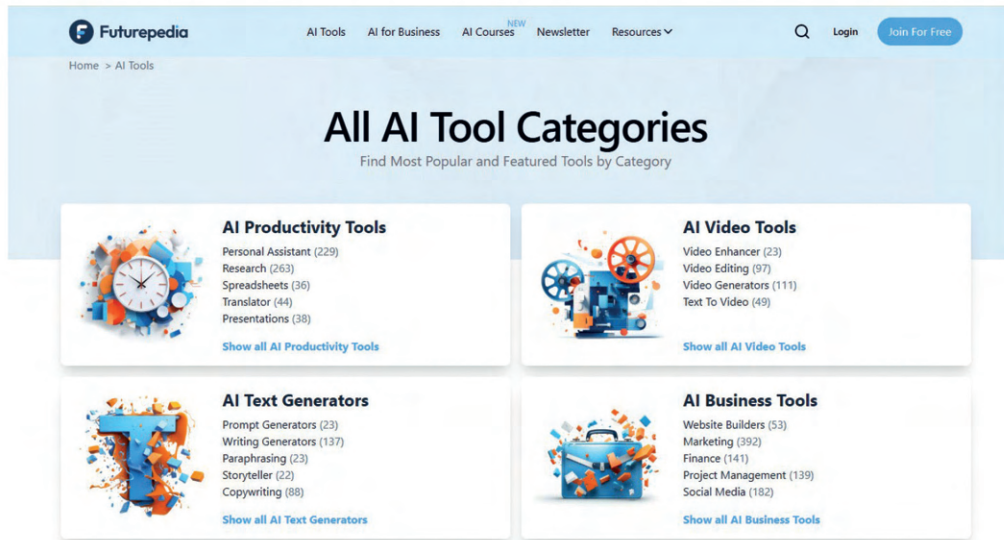 Futurepedia
AI Tools AI for Business AI Courses NEW Newsletter Resources Login Join For Free
Home > AI Tools
All AI Tool Categories
Find Most Popular and Featured Tools by Category
AI Productivity Tools
Personal Assistant (229)
Research (263)
Spreadsheets (36)
Translator (44)
Presentations (38)
Show all AI Productivity Tools
AI Video Tools
Video Enhancer (23)
Video Editing (97)
Video Generators (111)
Text To Video (49)
Show all AI Video Tools
AI Text Generators
Prompt Generators (23)
Writing Generators (137)
Paraphrasing (23)
Storyteller (22)
Copywriting (88)
Show all AI Text Generators
AI Business Tools
Website Builders (53)
Marketing (392)
Finance (141)
Project Management (139)
Social Media (182)
Show all AI Business Tools